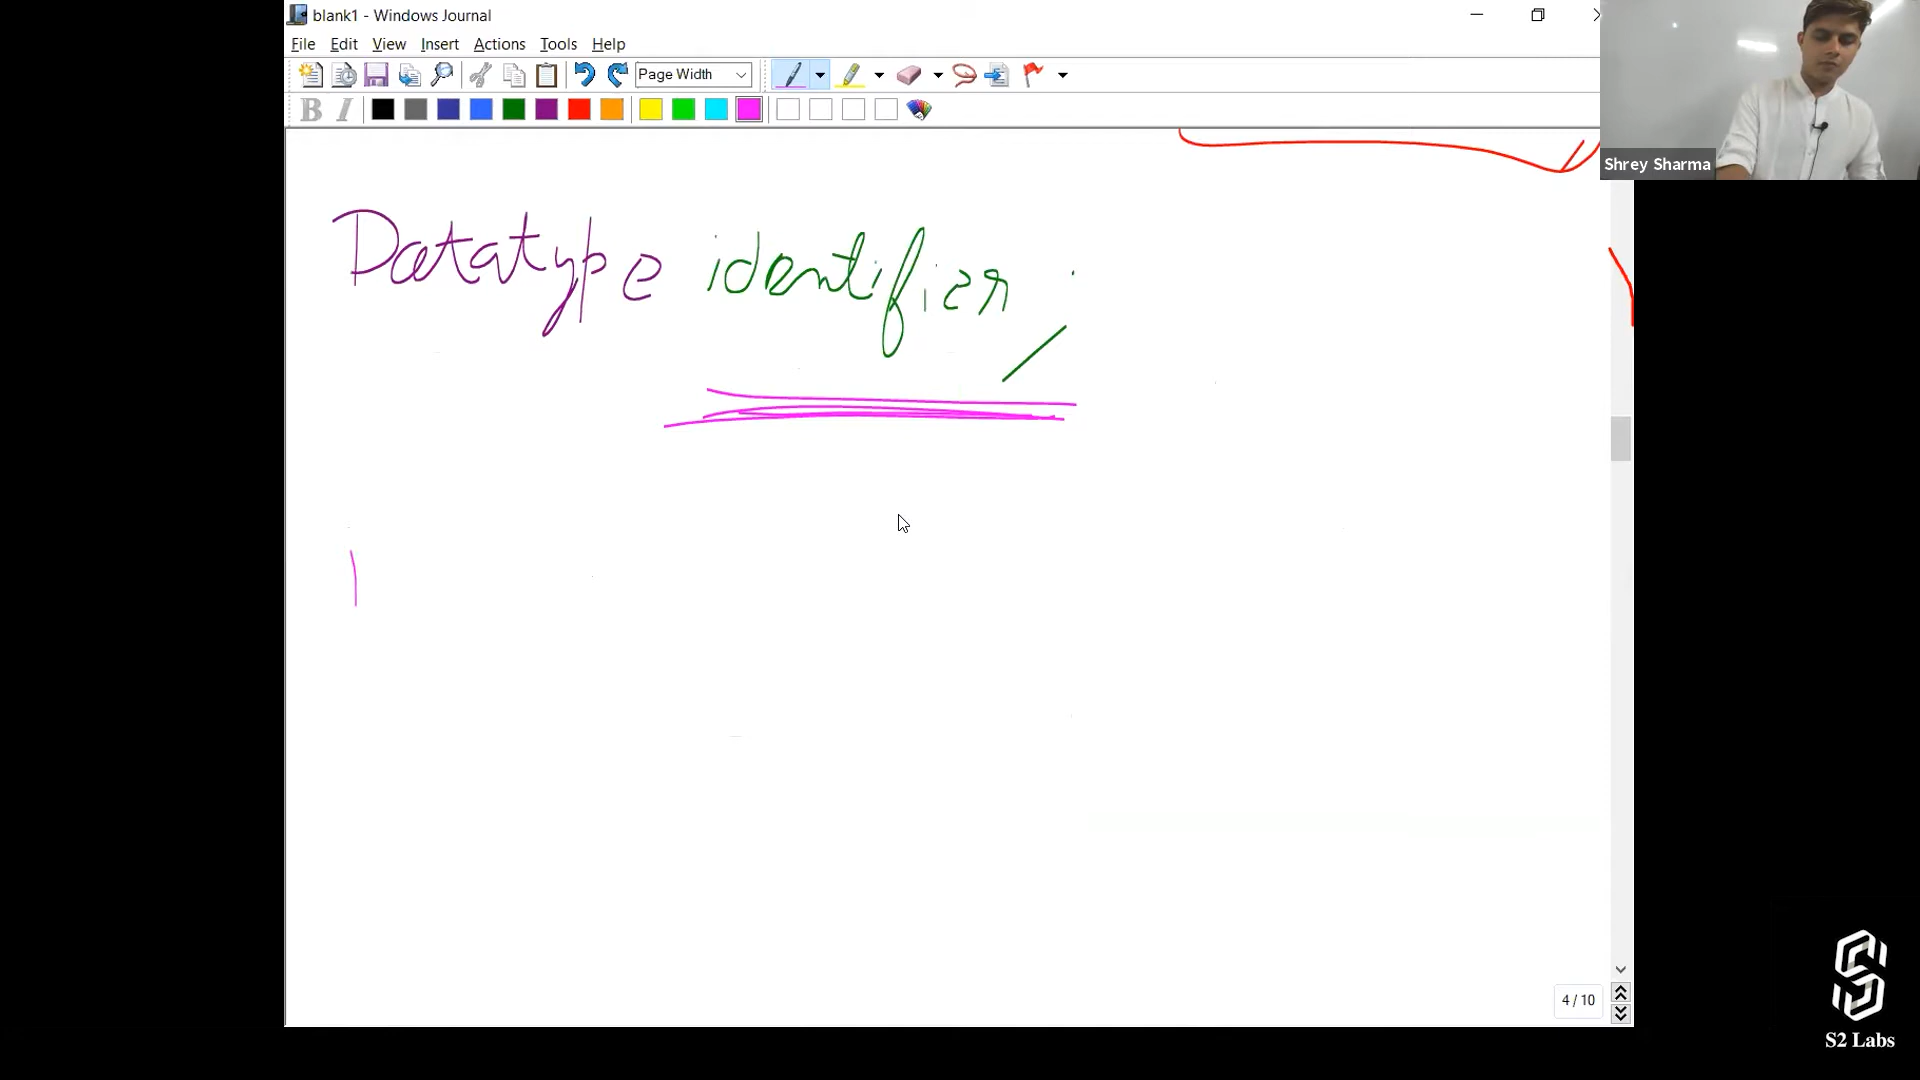 blank1 - Windows Journal
File Edit View Insert Actions Tools Help
Page Width
B I
Shrey Sharma
Datatype identifier ;
4 / 10
S2 Labs